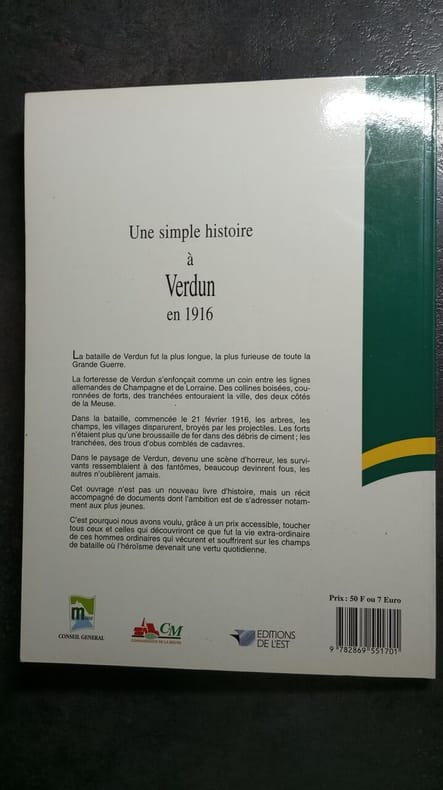 Une simple histoire
à
Verdun
en 1916
La bataille de Verdun fut la plus longue, la plus furieuse de toute la
Grande Guerre.
La forteresse de Verdun s'enfonçait comme un coin entre les lignes
allemandes de Champagne et de Lorraine. Des collines boisées, cou-
ronnées de forts, des tranchées entouraient la ville, des deux côtés
de la Meuse.
Dans la bataille, commencée le 21 février 1916, les arbres, les
champs, les villages disparurent, broyés par les projectiles. Les forts
n'étaient plus qu'une broussaille de fer dans des débris de ciment ; les
tranchées, des trous d'obus comblés de cadavres.
Dans le paysage de Verdun, devenu une scène d'horreur, les survi-
vants ressemblaient à des fantômes, beaucoup devinrent fous, les
autres n'oublièrent jamais.
Cet ouvrage n'est pas un nouveau livre d'histoire, mais un récit
accompagné de documents dont l'ambition est de s'adresser notam-
ment aux plus jeunes.
C'est pourquoi nous avons voulu, grâce à un prix accessible, toucher
tous ceux et celles qui découvriront ce que fut la vie extra-ordinaire
de ces hommes ordinaires qui vécurent et souffrirent sur les champs
de bataille où l'héroïsme devenait une vertu quotidienne.
Prix : 50 F ou 7 Euro
CONSEIL GENERAL
CM
CONNAISSANCE DE LA MEUSE
EDITIONS
DE L'EST
9 782869 551701